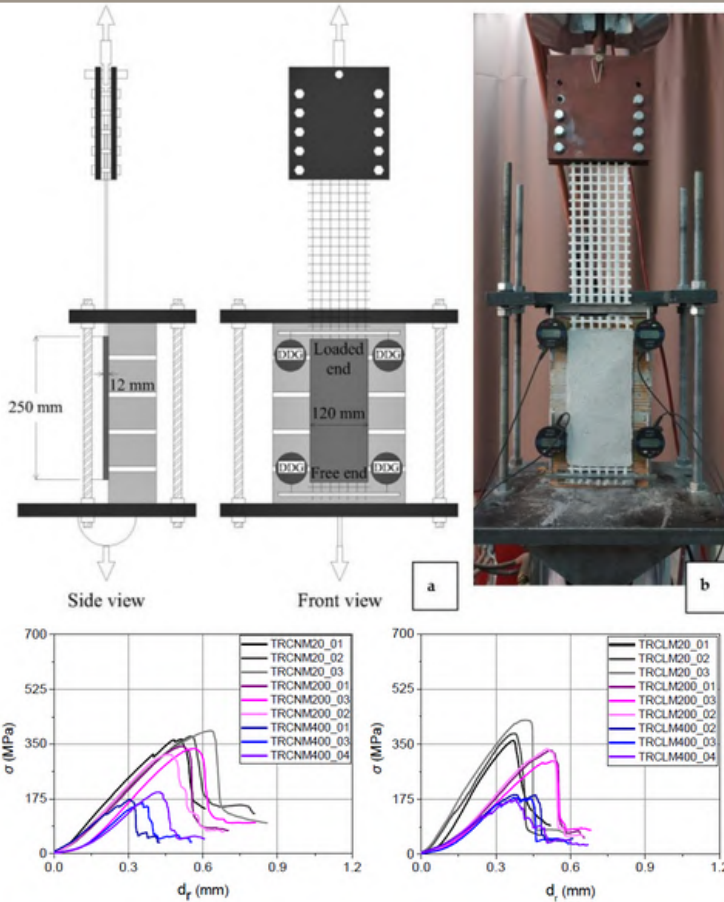 DDG
Loaded
end
DDG
12 mm
250 mm
120 mm
DDG
Free end
DDG
Side view
Front view
a
b
700
525
350
175
0
0.0
0.3
0.6
0.9
1.2
σ (MPa)
dr (mm)
TRCNM20_01
TRCNM20_02
TRCNM20_03
TRCNM200_01
TRCNM200_03
TRCNM200_02
TRCNM400_01
TRCNM400_03
TRCNM400_04
700
525
350
175
0
0.0
0.3
0.6
0.9
1.2
σ (MPa)
dr (mm)
TRCLM20_01
TRCLM20_02
TRCLM20_03
TRCLM200_01
TRCLM200_03
TRCLM200_02
TRCLM400_02
TRCLM400_03
TRCLM400_04